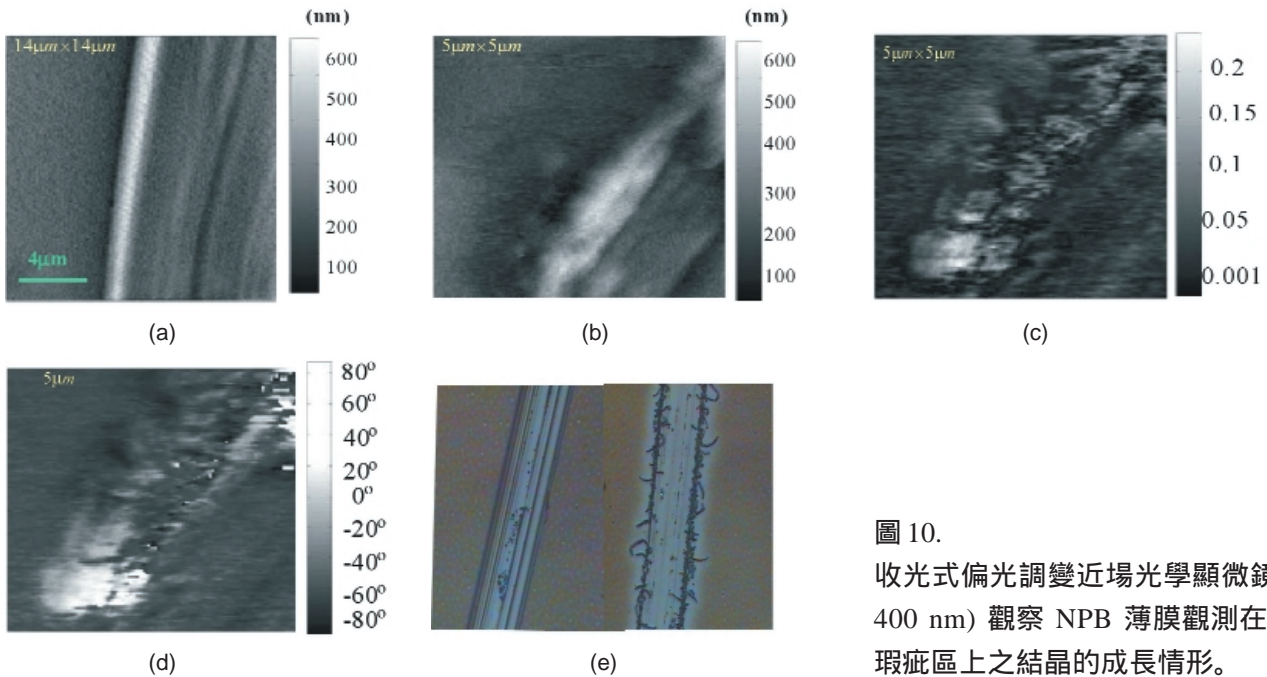 (nm)
14μm×14μm
600
500
400
300
200
100
4μm
(a)
(nm)
5μm×5μm
600
500
400
300
200
100
(b)
5μm×5μm
0.2
0.15
0.1
0.05
0.001
(c)
5μm
80°
60°
40°
20°
0°
-20°
-40°
-60°
-80°
(d)
(e)
圖 10.
收光式偏光調變近場光學顯微鏡
400 nm) 觀察 NPB 薄膜觀測在
瑕疵區上之結晶的成長情形。